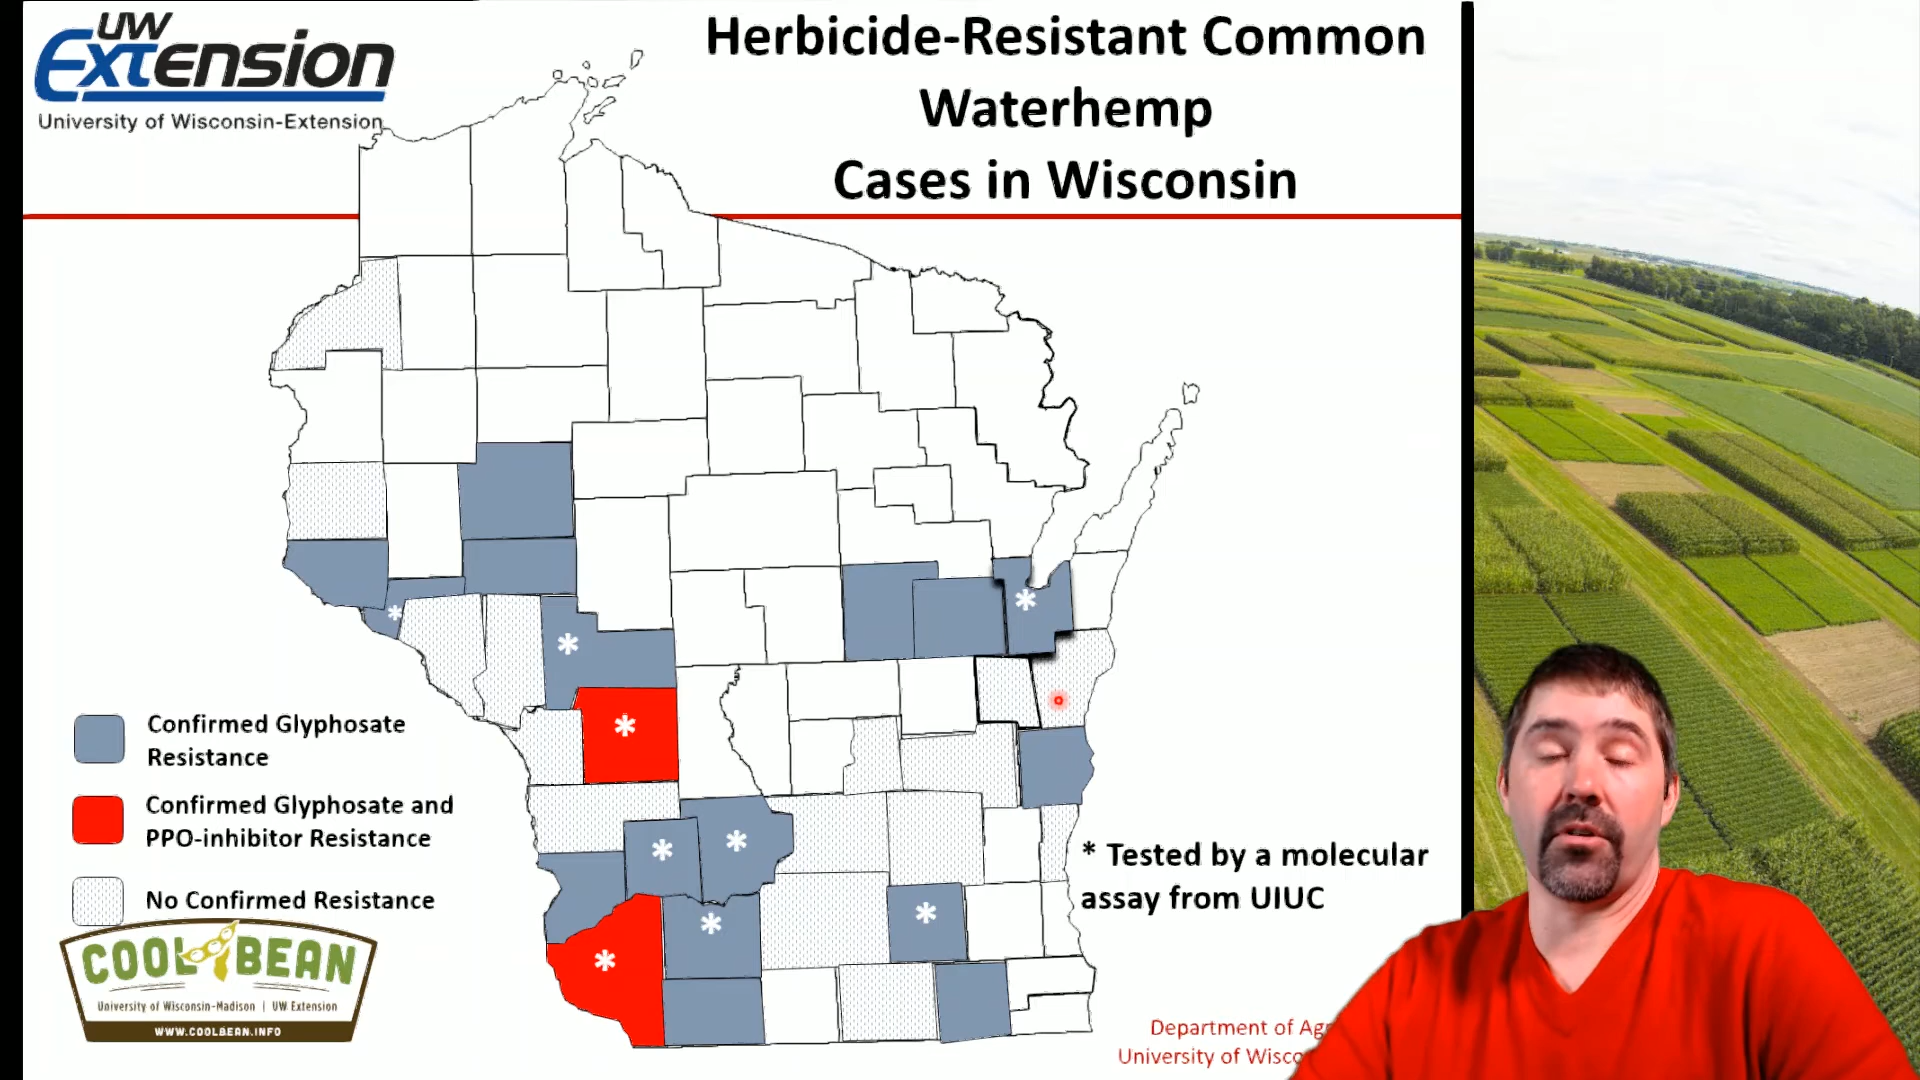 UW
Extension
University of Wisconsin-Extension
Herbicide-Resistant Common
Waterhemp
Cases in Wisconsin
*
*
*
*
*
*
*
*
*
Confirmed Glyphosate
Resistance
Confirmed Glyphosate and
PPO-inhibitor Resistance
No Confirmed Resistance
* Tested by a molecular
assay from UIUC
COOL BEAN
University of Wisconsin-Madison | UW Extension
WWW.COOLBEAN.INFO
Department of
University of